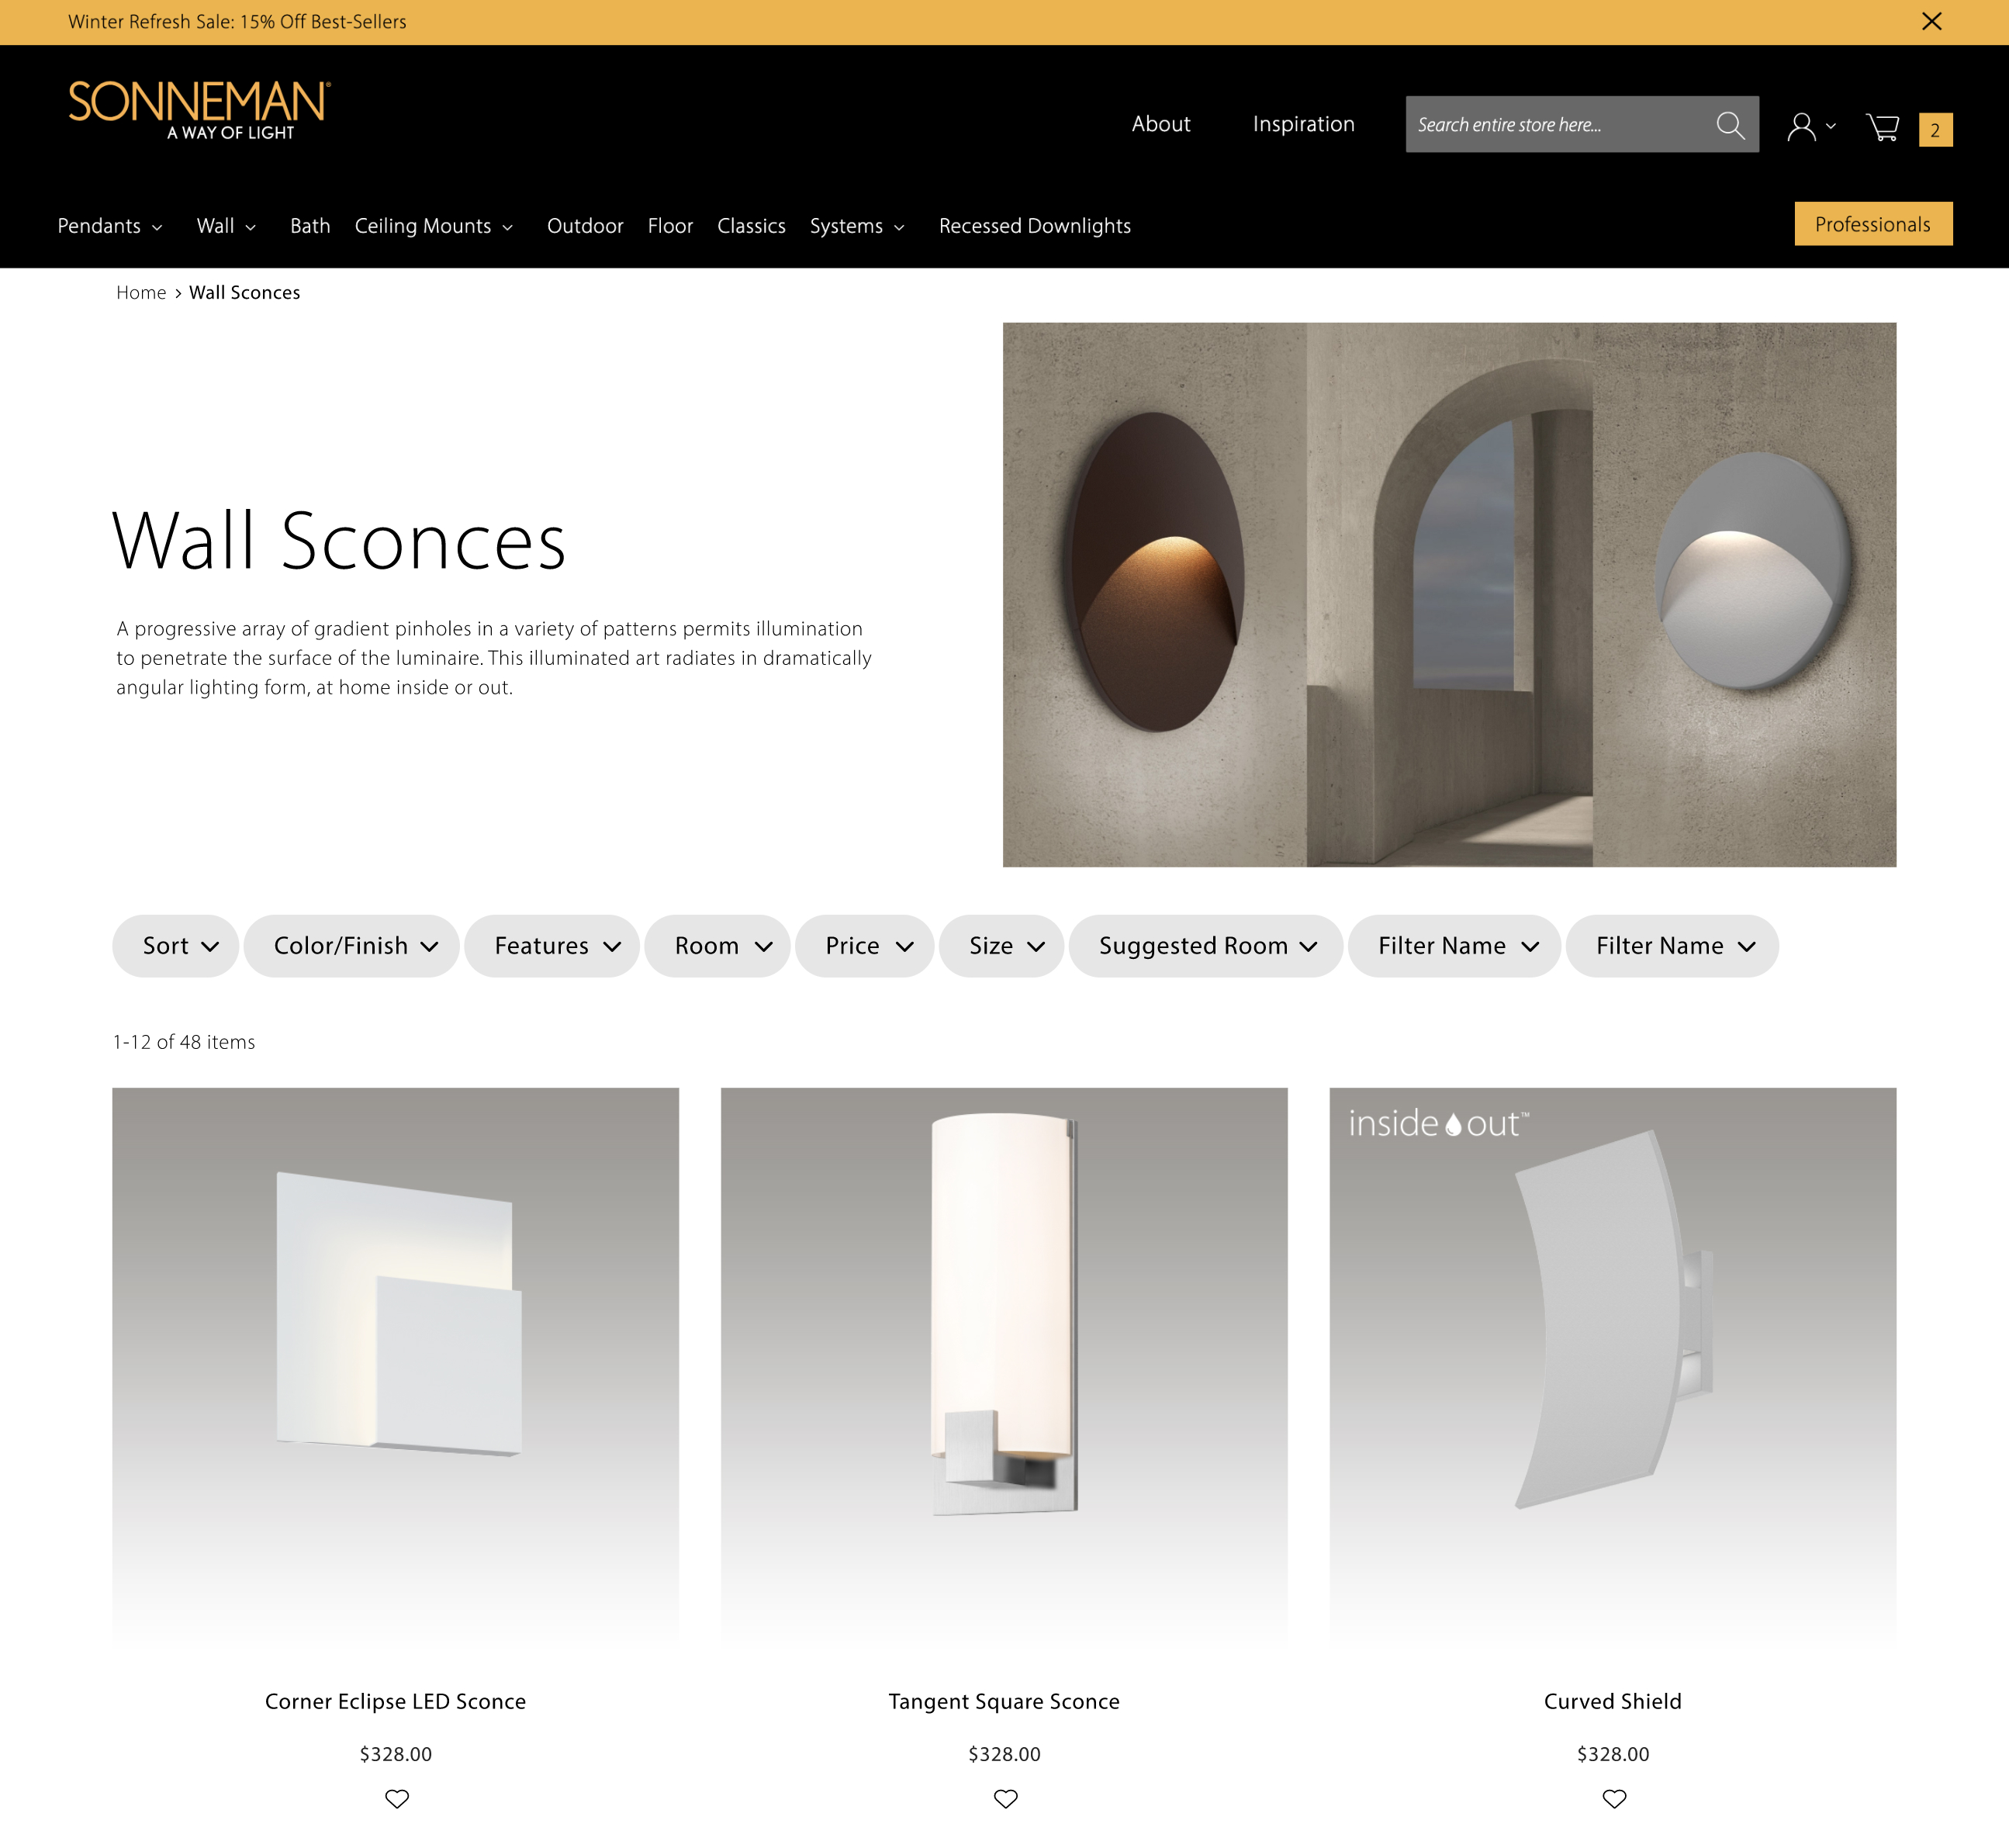 Winter Refresh Sale: 15% Off Best-Sellers
SONNEMAN®
A WAY OF LIGHT
About
Inspiration
Search entire store here...
2
Pendants
Wall
Bath
Ceiling Mounts
Outdoor
Floor
Classics
Systems
Recessed Downlights
Professionals
Home > Wall Sconces
Wall Sconces
A progressive array of gradient pinholes in a variety of patterns permits illumination
to penetrate the surface of the luminaire. This illuminated art radiates in dramatically
angular lighting form, at home inside or out.
Sort
Color/Finish
Features
Room
Price
Size
Suggested Room
Filter Name
Filter Name
1-12 of 48 items
inside out™
Corner Eclipse LED Sconce
$328.00
Tangent Square Sconce
$328.00
Curved Shield
$328.00